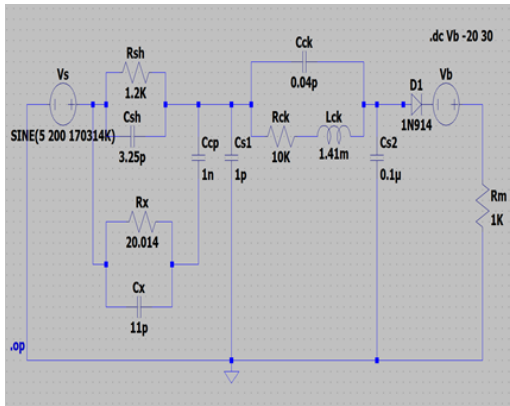 .dc Vb -20 30
Rsh
1.2K
Vs
Csh
3.25p
SINE(5 200 170314K)
Cck
0.04p
Rck
10K
Lck
1.41m
D1
1N914
Vb
Ccp
1n
Cs1
1p
Cs2
0.1µ
Rx
20.014
Cx
11p
Rm
1K
.op